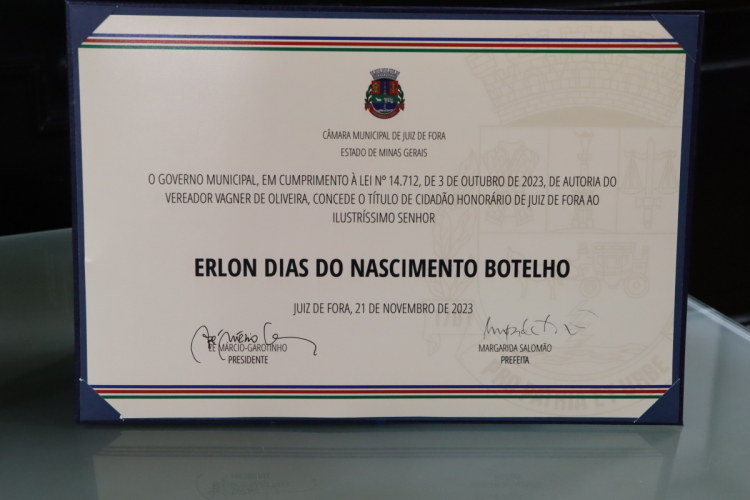 CÂMARA MUNICIPAL DE JUIZ DE FORA
ESTADO DE MINAS GERAIS
O GOVERNO MUNICIPAL, EM CUMPRIMENTO À LEI Nº 14.712, DE 3 DE OUTUBRO DE 2023, DE AUTORIA DO
VEREADOR VAGNER DE OLIVEIRA, CONCEDE O TÍTULO DE CIDADÃO HONORÁRIO DE JUIZ DE FORA AO
ILUSTRÍSSIMO SENHOR
ERLON DIAS DO NASCIMENTO BOTELHO
JUIZ DE FORA, 21 DE NOVEMBRO DE 2023
MÁRCIO-GAROTINHO
PRESIDENTE
MARGARIDA SALOMÃO
PREFEITA